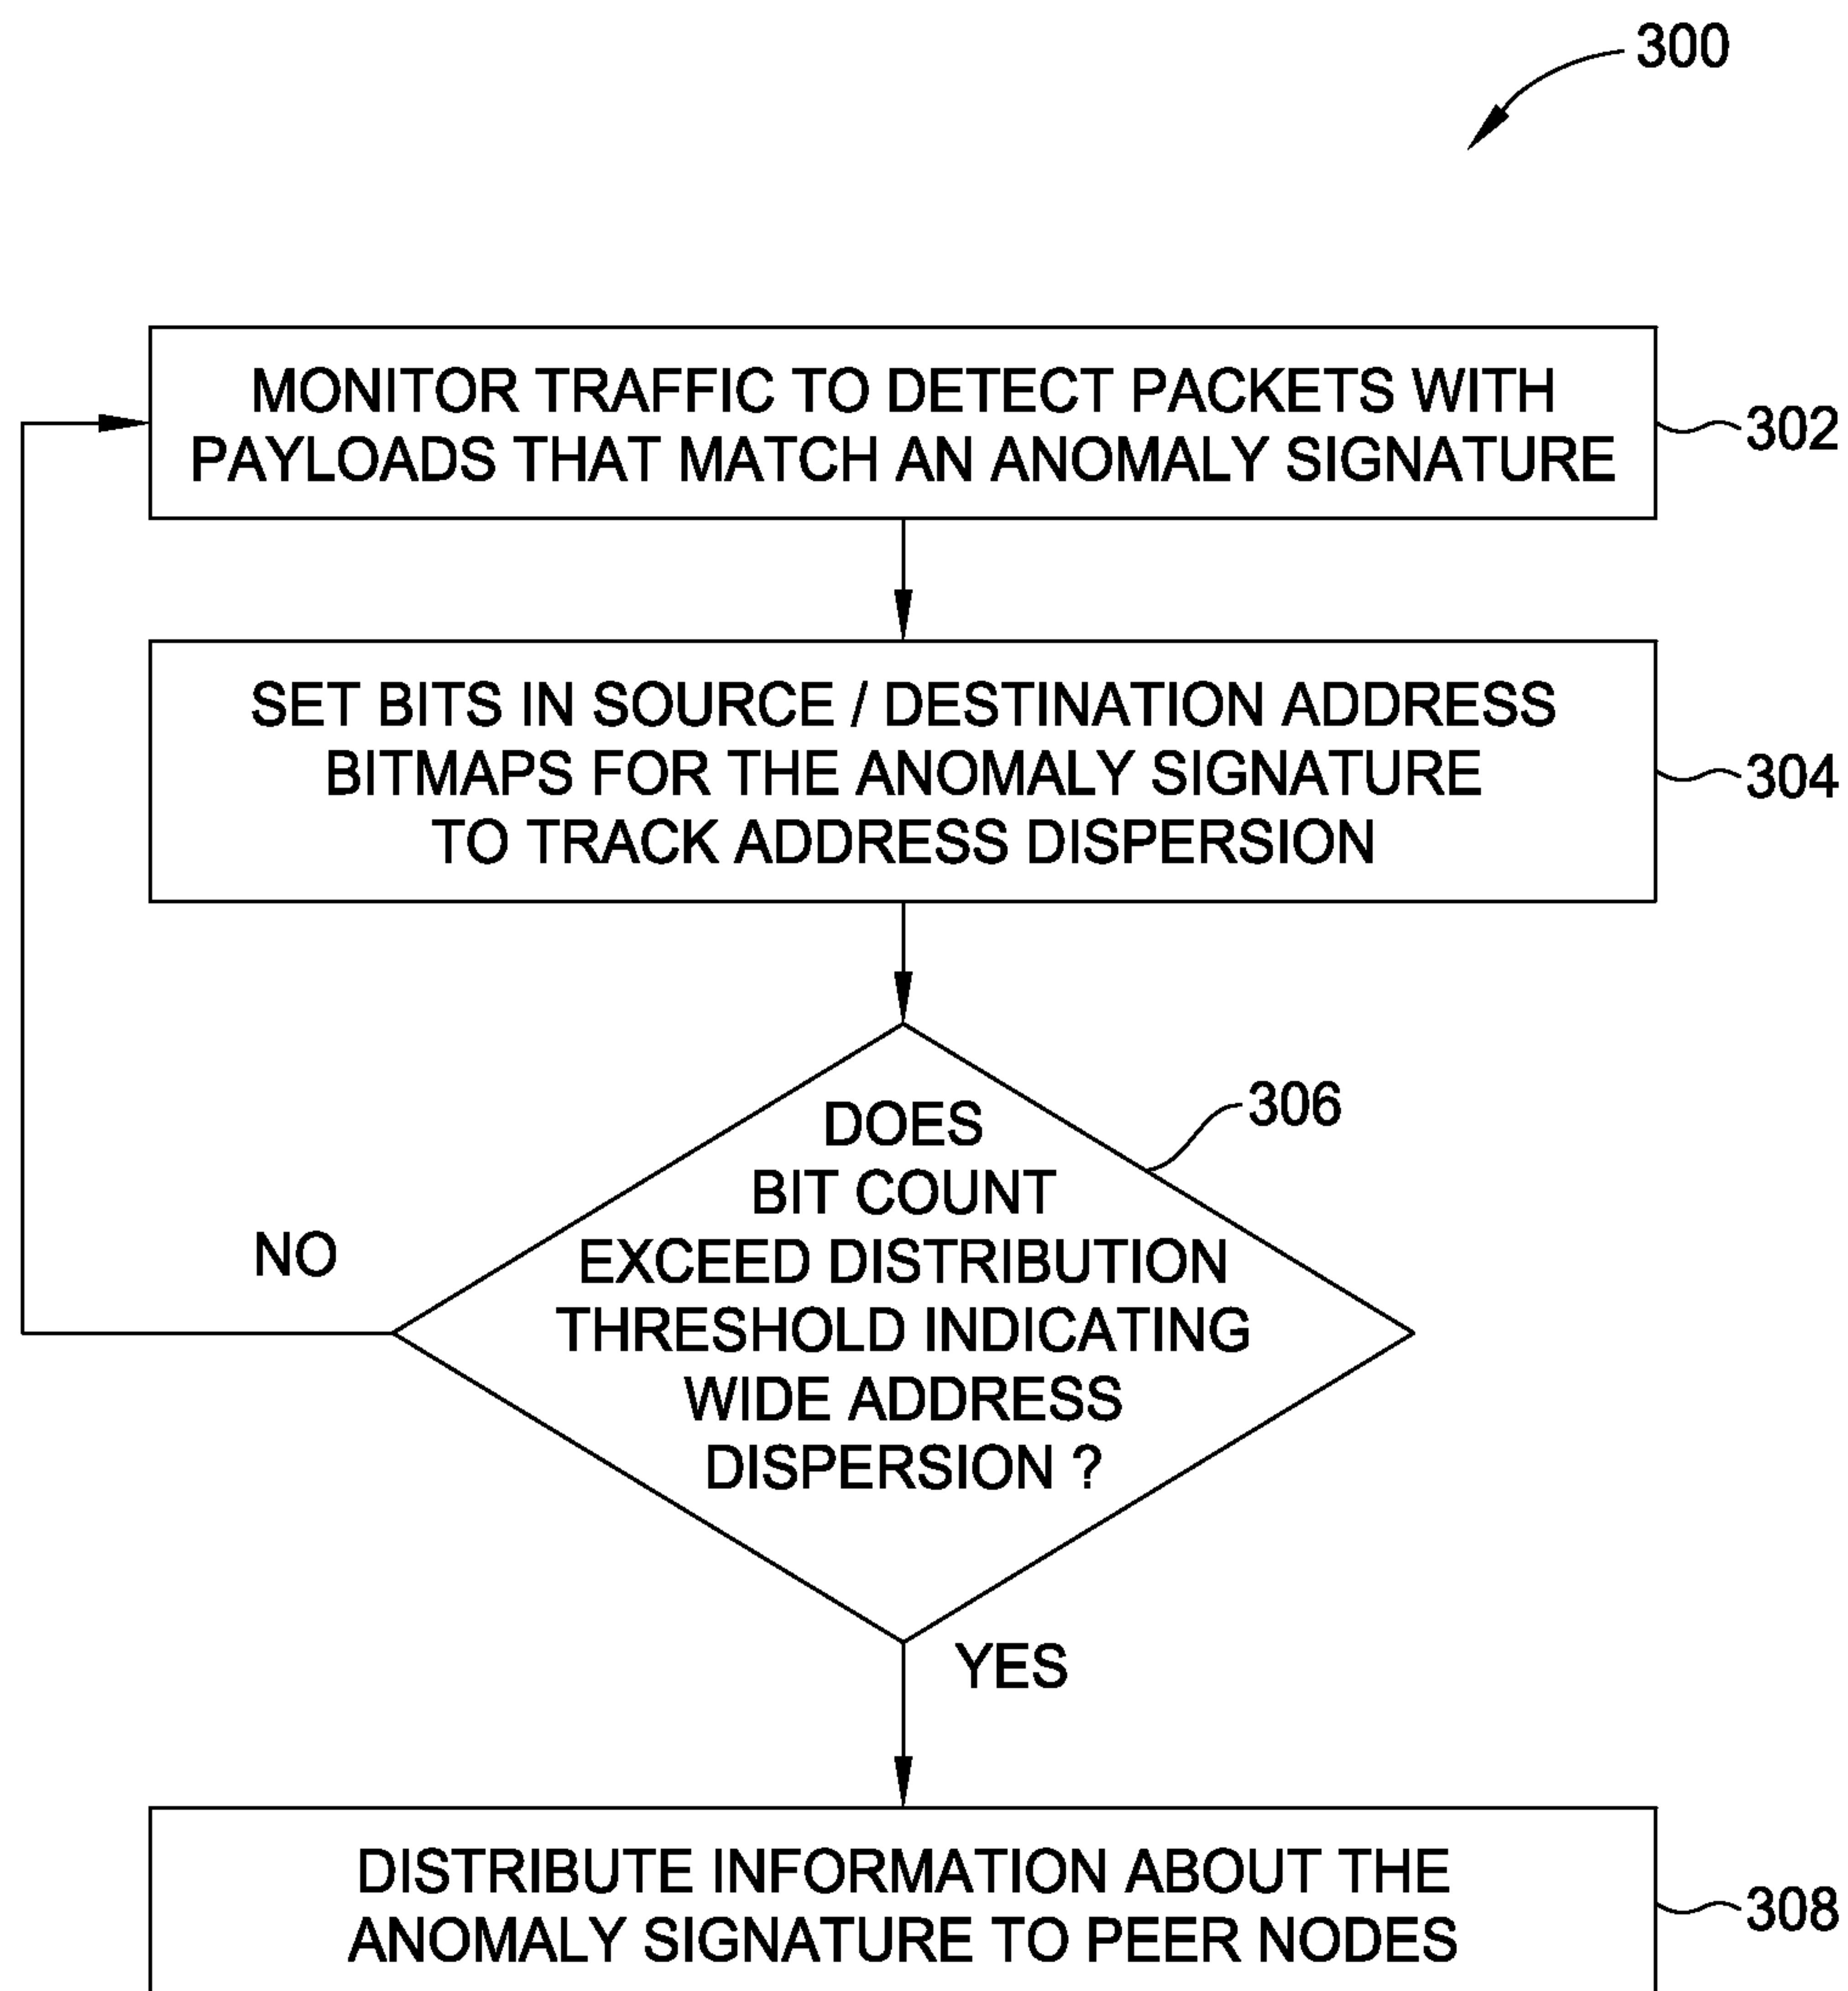 300
MONITOR TRAFFIC TO DETECT PACKETS WITH
PAYLOADS THAT MATCH AN ANOMALY SIGNATURE
302
SET BITS IN SOURCE / DESTINATION ADDRESS
BITMAPS FOR THE ANOMALY SIGNATURE
TO TRACK ADDRESS DISPERSION
304
DOES
BIT COUNT
EXCEED DISTRIBUTION
THRESHOLD INDICATING
WIDE ADDRESS
DISPERSION ?
306
NO
YES
DISTRIBUTE INFORMATION ABOUT THE
ANOMALY SIGNATURE TO PEER NODES
308